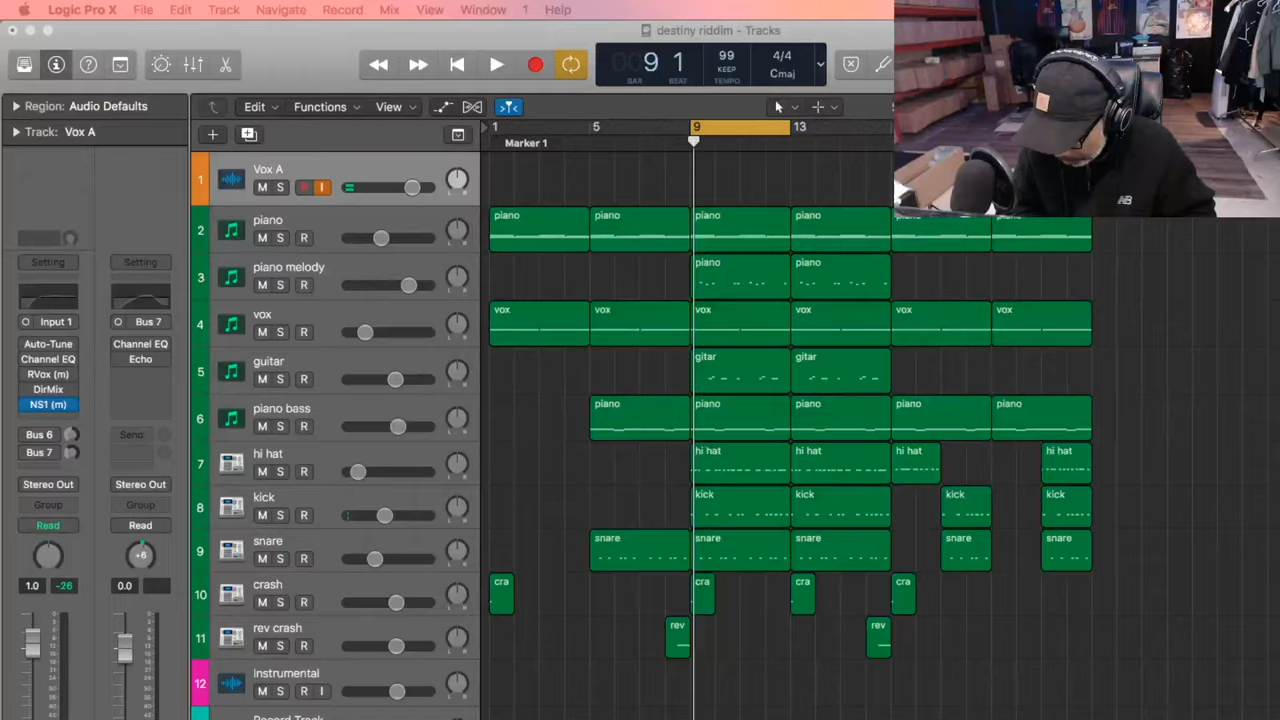 Logic Pro X File Edit Track Navigate Record Mix View Window 1 Help
destiny riddim - Tracks
9 1 99 4/4
KEEP Cmaj
BAR BEAT TEMPO
Region: Audio Defaults
Edit Functions View
Track: Vox A
1 5 9 13
Marker 1
1 Vox A
M S R I
2 piano
M S R
piano piano piano piano piano piano
3 piano melody
M S R
piano piano
4 vox
M S R
vox vox vox vox vox vox
5 guitar
M S R
gitar gitar
6 piano bass
M S R
piano piano piano piano piano
7 hi hat
M S R
hi hat hi hat hi hat hi hat
8 kick
M S R
kick kick kick kick
9 snare
M S R
snare snare snare snare snare
10 crash
M S R
cra cra cra cra
11 rev crash
M S R
rev rev
12 Instrumental
M S R I
Setting Setting
Input 1 Bus 7
Auto-Tune Channel EQ
Channel EQ Echo
RVox (m)
DirMix
NS1 (m)
Bus 6 Send
Bus 7
Stereo Out Stereo Out
Group Group
Read Read
+6
1.0 -26 0.0
NB